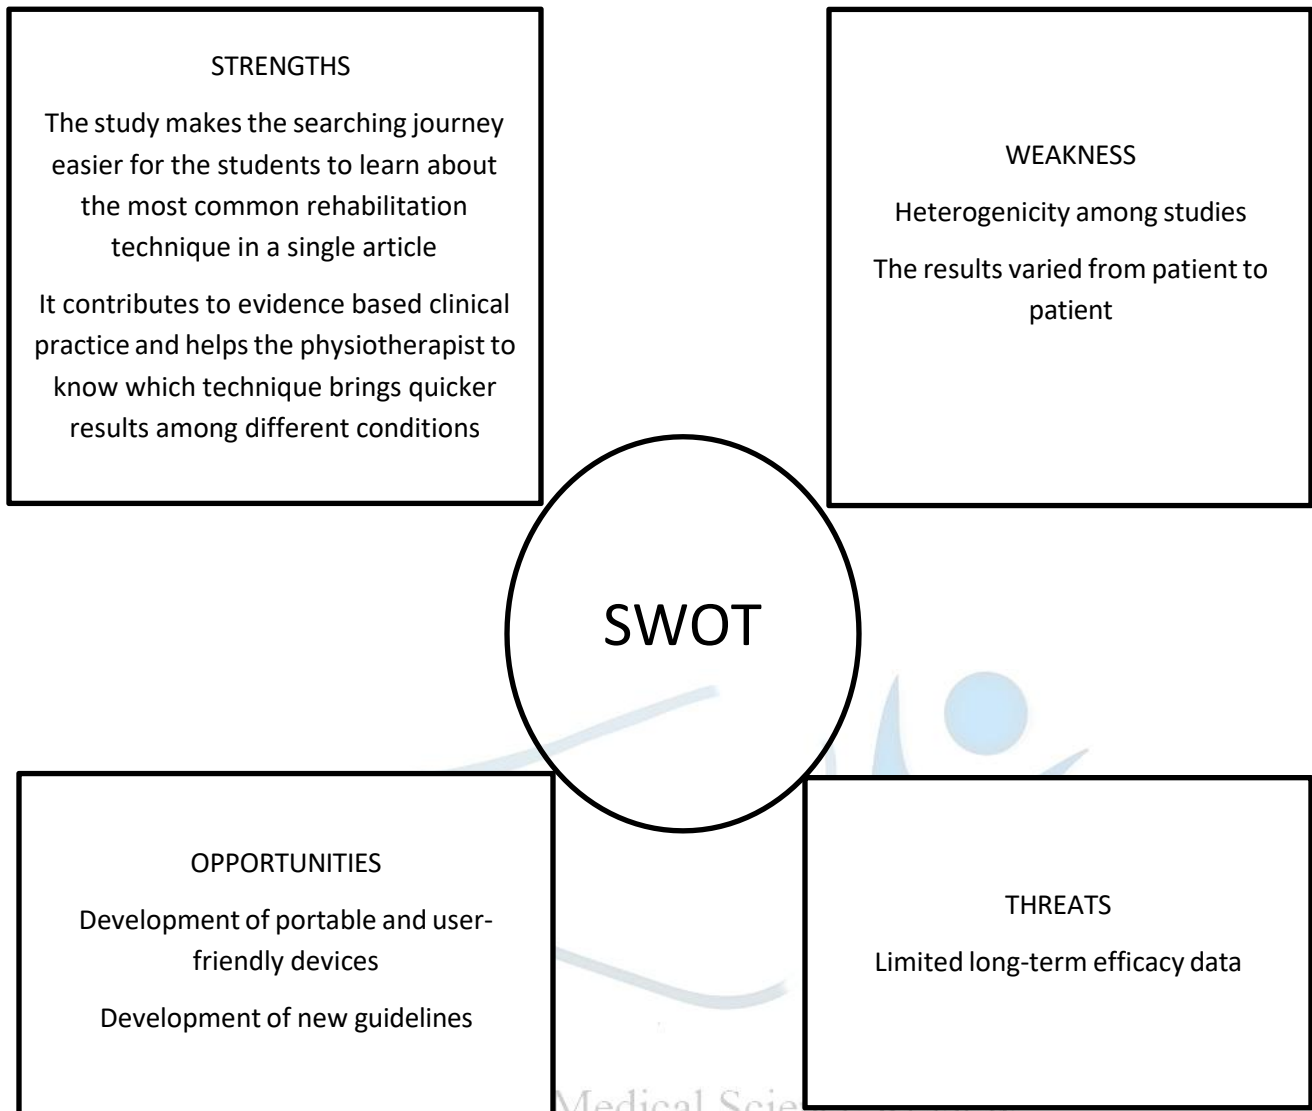 STRENGTHS
The study makes the searching journey
easier for the students to learn about
the most common rehabilitation
technique in a single article
It contributes to evidence based clinical
practice and helps the physiotherapist to
know which technique brings quicker
results among different conditions
WEAKNESS
Heterogenicity among studies
The results varied from patient to
patient
SWOT
OPPORTUNITIES
Development of portable and user-
friendly devices
Development of new guidelines
THREATS
Limited long-term efficacy data
Medical